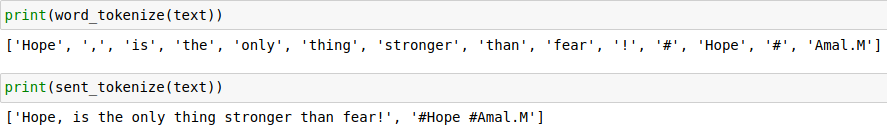 print(word_tokenize(text))
['Hope', ',', 'is', 'the', 'only', 'thing', 'stronger', 'than', 'fear', '!', '#', 'Hope', '#', 'Amal.M']
print(sent_tokenize(text))
['Hope, is the only thing stronger than fear!', '#Hope #Amal.M']